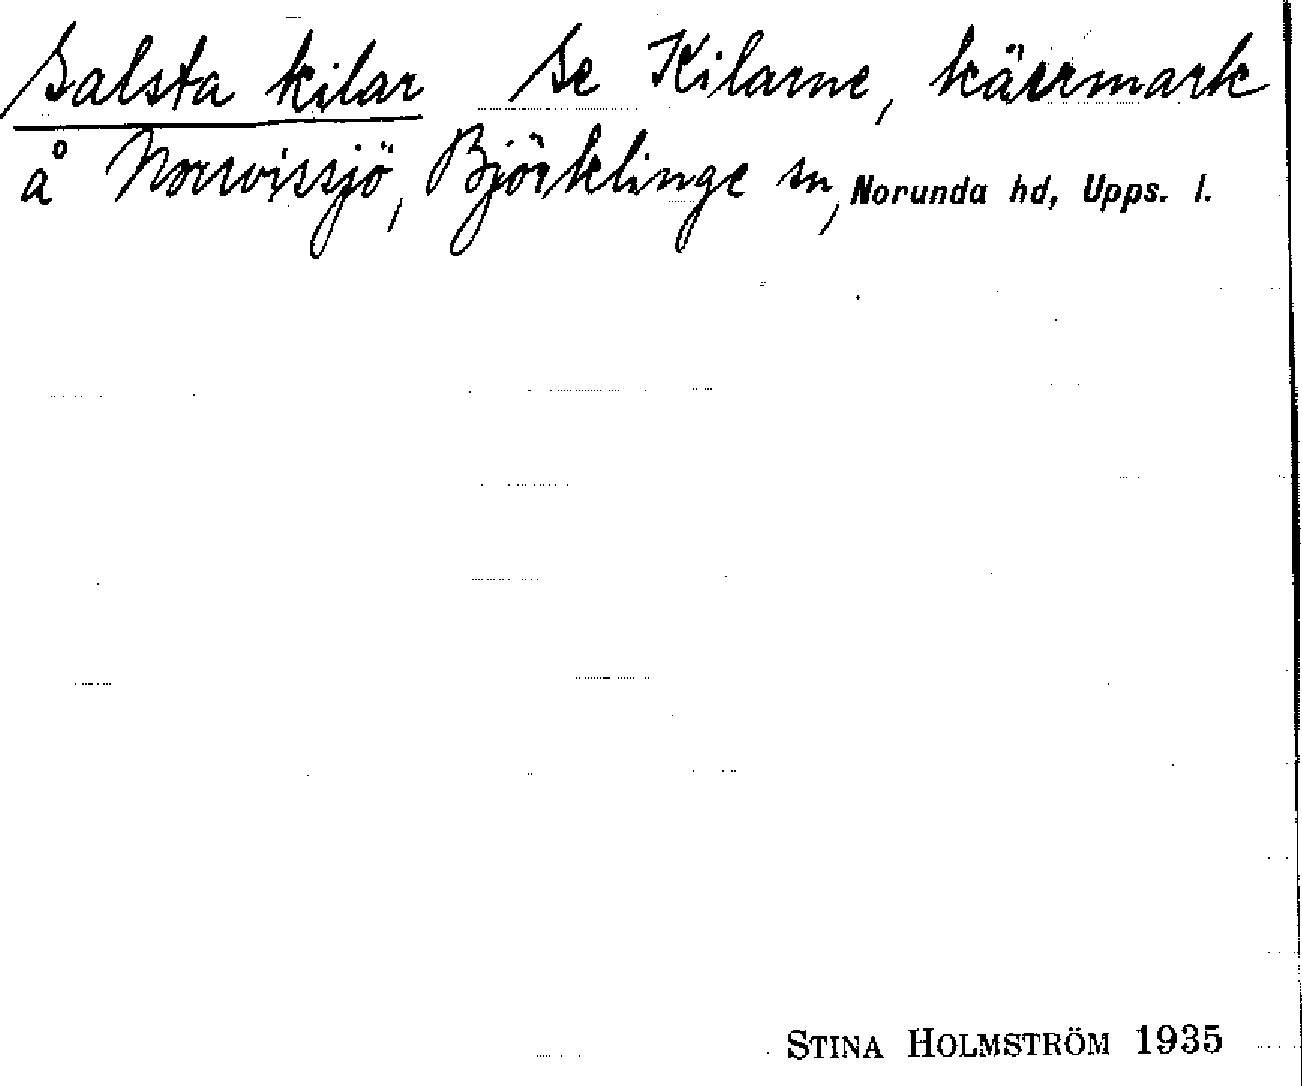 Salsta kilar se Kilarne, kärrmark
å Norrvissjö, Björklinge sn, Norunda hd, Upps. l.
STINA HOLMSTRÖM 1935